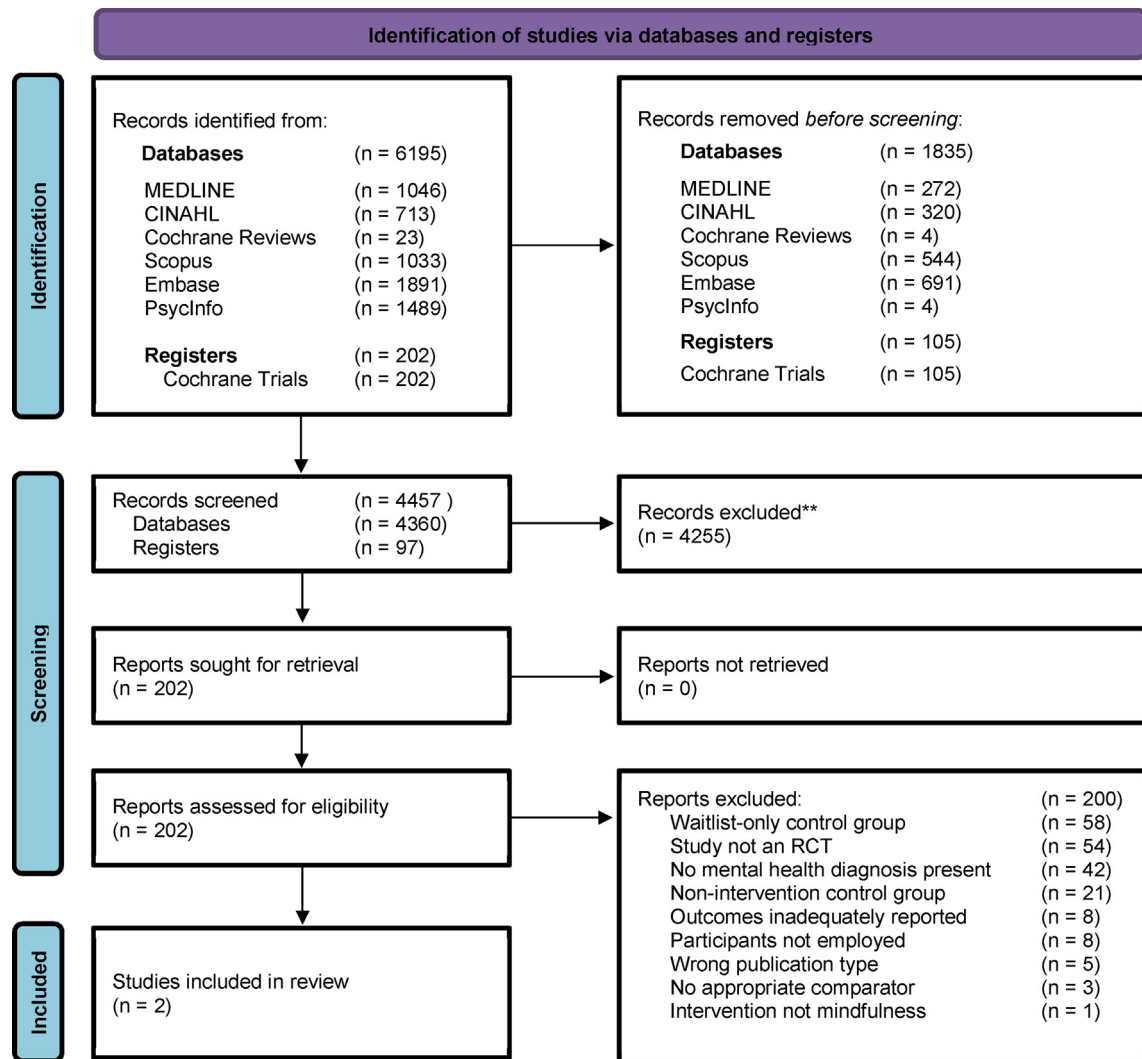 Identification of studies via databases and registers
Identification
Records identified from:
Databases (n = 6195)
MEDLINE (n = 1046)
CINAHL (n = 713)
Cochrane Reviews (n = 23)
Scopus (n = 1033)
Embase (n = 1891)
PsycInfo (n = 1489)
Registers (n = 202)
Cochrane Trials (n = 202)
Records removed before screening:
Databases (n = 1835)
MEDLINE (n = 272)
CINAHL (n = 320)
Cochrane Reviews (n = 4)
Scopus (n = 544)
Embase (n = 691)
PsycInfo (n = 4)
Registers (n = 105)
Cochrane Trials (n = 105)
Screening
Records screened (n = 4457 )
Databases (n = 4360)
Registers (n = 97)
Records excluded**
(n = 4255)
Reports sought for retrieval
(n = 202)
Reports not retrieved
(n = 0)
Reports assessed for eligibility
(n = 202)
Reports excluded: (n = 200)
Waitlist-only control group (n = 58)
Study not an RCT (n = 54)
No mental health diagnosis present (n = 42)
Non-intervention control group (n = 21)
Outcomes inadequately reported (n = 8)
Participants not employed (n = 8)
Wrong publication type (n = 5)
No appropriate comparator (n = 3)
Intervention not mindfulness (n = 1)
Included
Studies included in review
(n = 2)